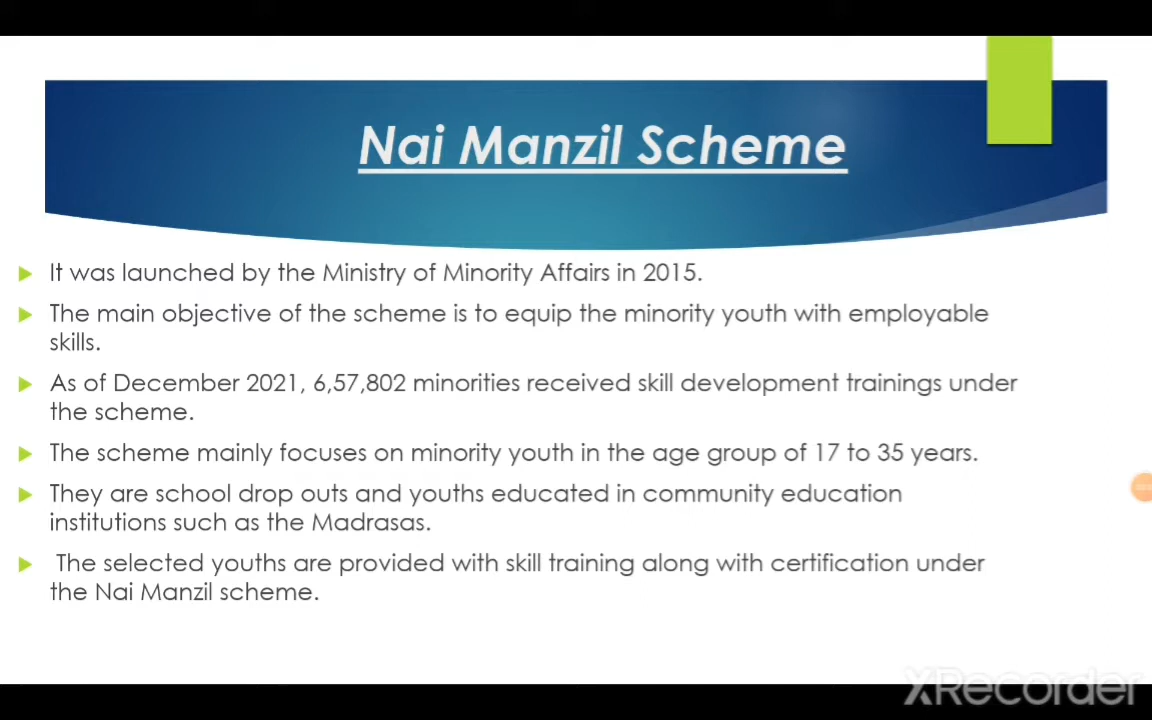 Nai Manzil Scheme
It was launched by the Ministry of Minority Affairs in 2015.
The main objective of the scheme is to equip the minority youth with employable
skills.
As of December 2021, 6,57,802 minorities received skill development trainings under
the scheme.
The scheme mainly focuses on minority youth in the age group of 17 to 35 years.
They are school drop outs and youths educated in community education
institutions such as the Madrasas.
The selected youths are provided with skill training along with certification under
the Nai Manzil scheme.
XRecorder